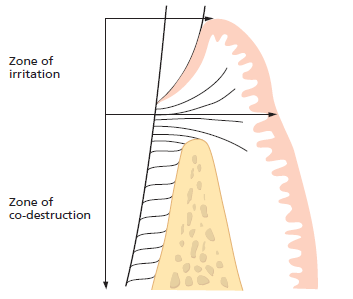 Zone of
irritation
Zone of
co-destruction